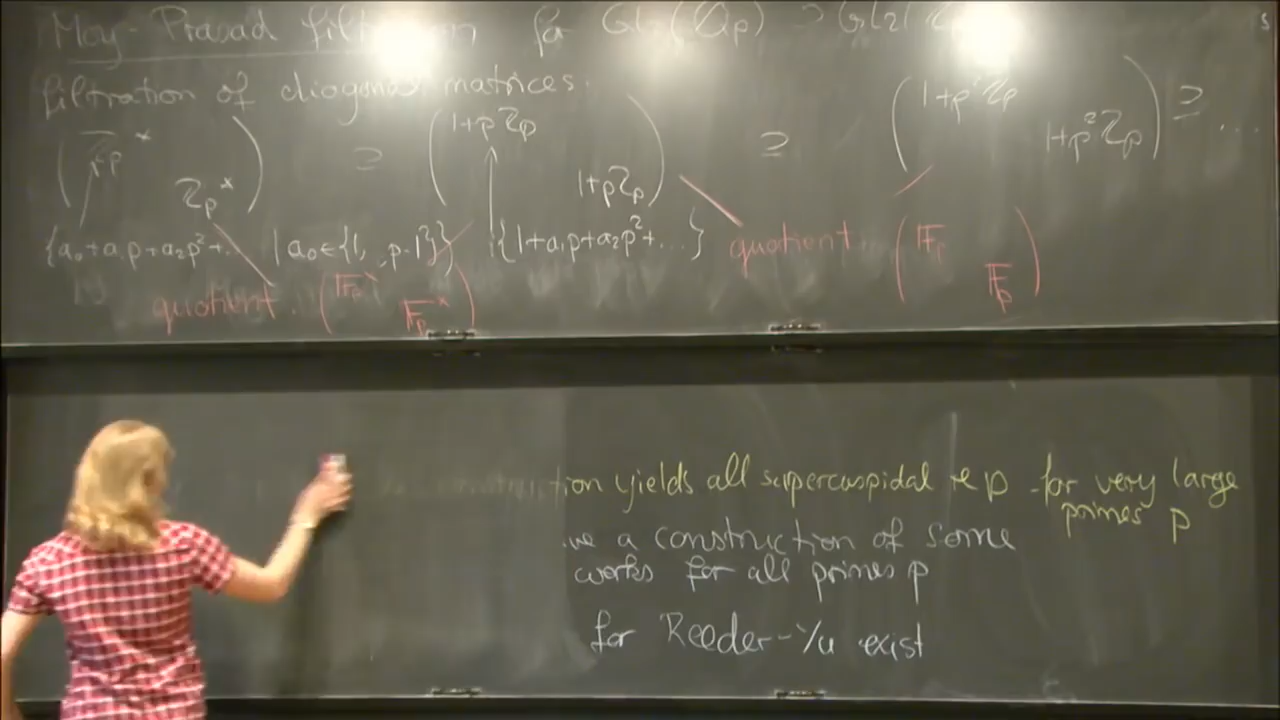 Moy-Prasad filtration for GL2(Qp) ⊃ GL2(
filtration of diagonal matrices:
( Zp^x Zp^x ) ⊇ ( 1+pZp 1+pZp ) ⊇ ( 1+p²Zp 1+p²Zp ) ⊇ ...
{a₀+a₁p+a₂p²+.. | a₀∈{1, ,p-1}} {1+a₁p+a₂p²+...} quotient ( Fp Fp )
quotient ( Fp^x Fp^x )
construction yields all supercuspidal rep for very large primes p
a construction of some
works for all primes p
for Reeder-Yu exist